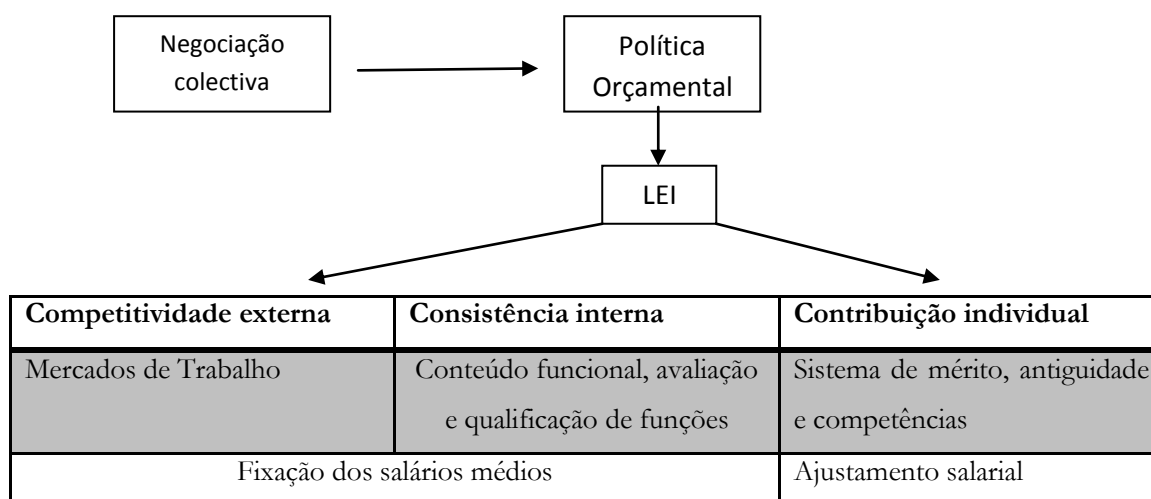 Negociação
colectiva
Política
Orçamental
LEI
Competitividade externa
Consistência interna
Contribuição individual
Mercados de Trabalho
Conteúdo funcional, avaliação
e qualificação de funções
Sistema de mérito, antiguidade
e competências
Fixação dos salários médios
Ajustamento salarial